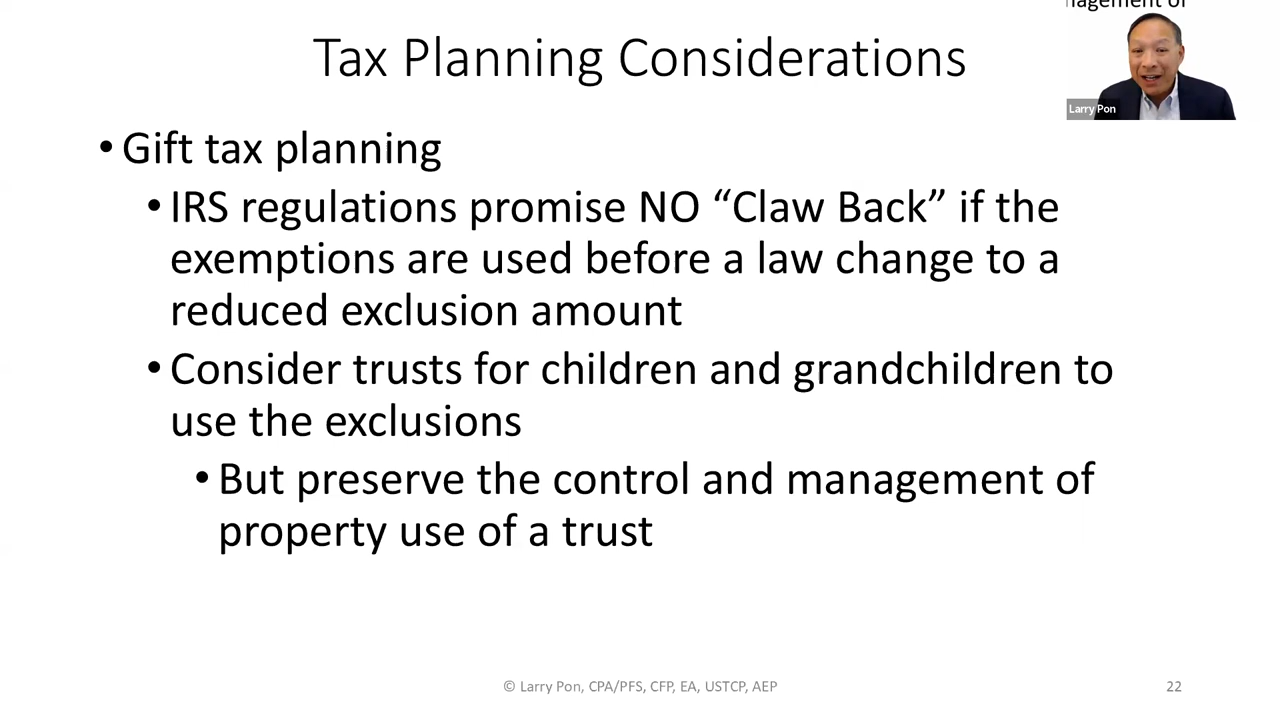 nagement of
Tax Planning Considerations
Larry Pon
• Gift tax planning
• IRS regulations promise NO “Claw Back” if the
exemptions are used before a law change to a
reduced exclusion amount
• Consider trusts for children and grandchildren to
use the exclusions
• But preserve the control and management of
property use of a trust
© Larry Pon, CPA/PFS, CFP, EA, USTCP, AEP
22